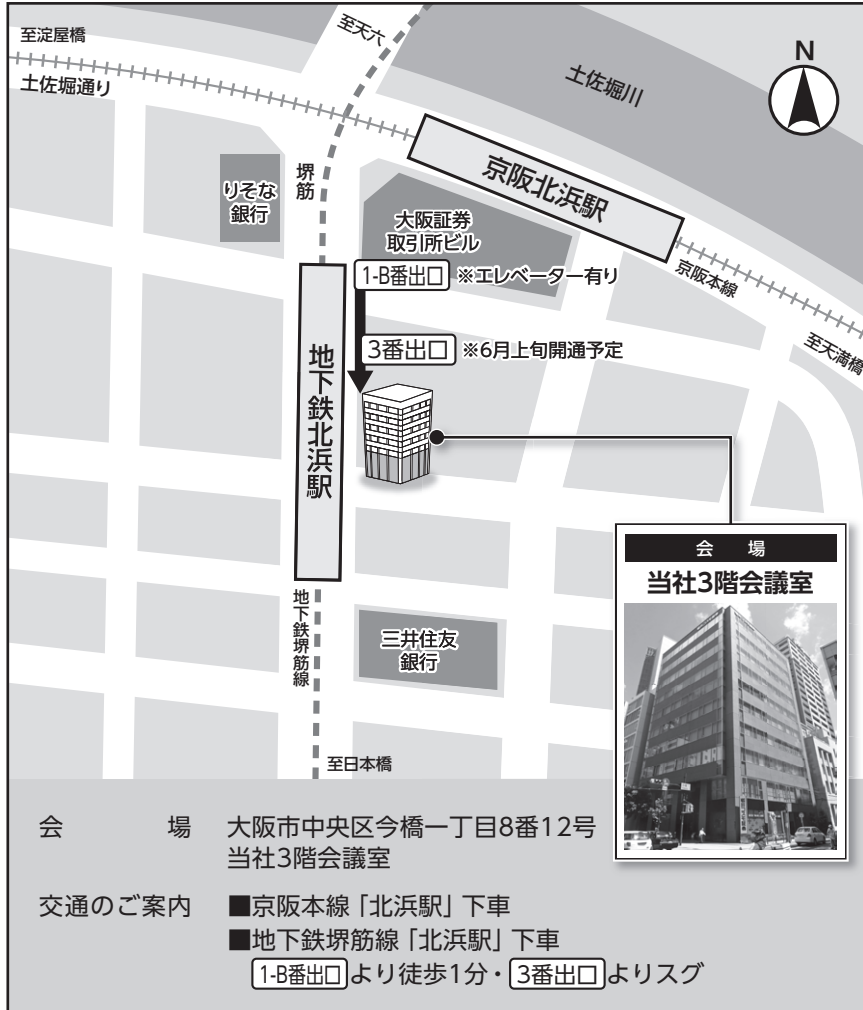 至淀屋橋
至天六
土佐堀通り
土佐堀川
N
りそな
銀行
堺筋
大阪証券
取引所ビル
京阪北浜駅
京阪本線
至天満橋
1-B番出口 ※エレベーター有り
3番出口 ※6月上旬開通予定
地下鉄北浜駅
会 場
当社3階会議室
地下鉄堺筋線
三井住友
銀行
至日本橋
会 場 大阪市中央区今橋一丁目8番12号
当社3階会議室
交通のご案内 ■京阪本線「北浜駅」下車
■地下鉄堺筋線「北浜駅」下車
1-B番出口より徒歩1分・3番出口よりスグ